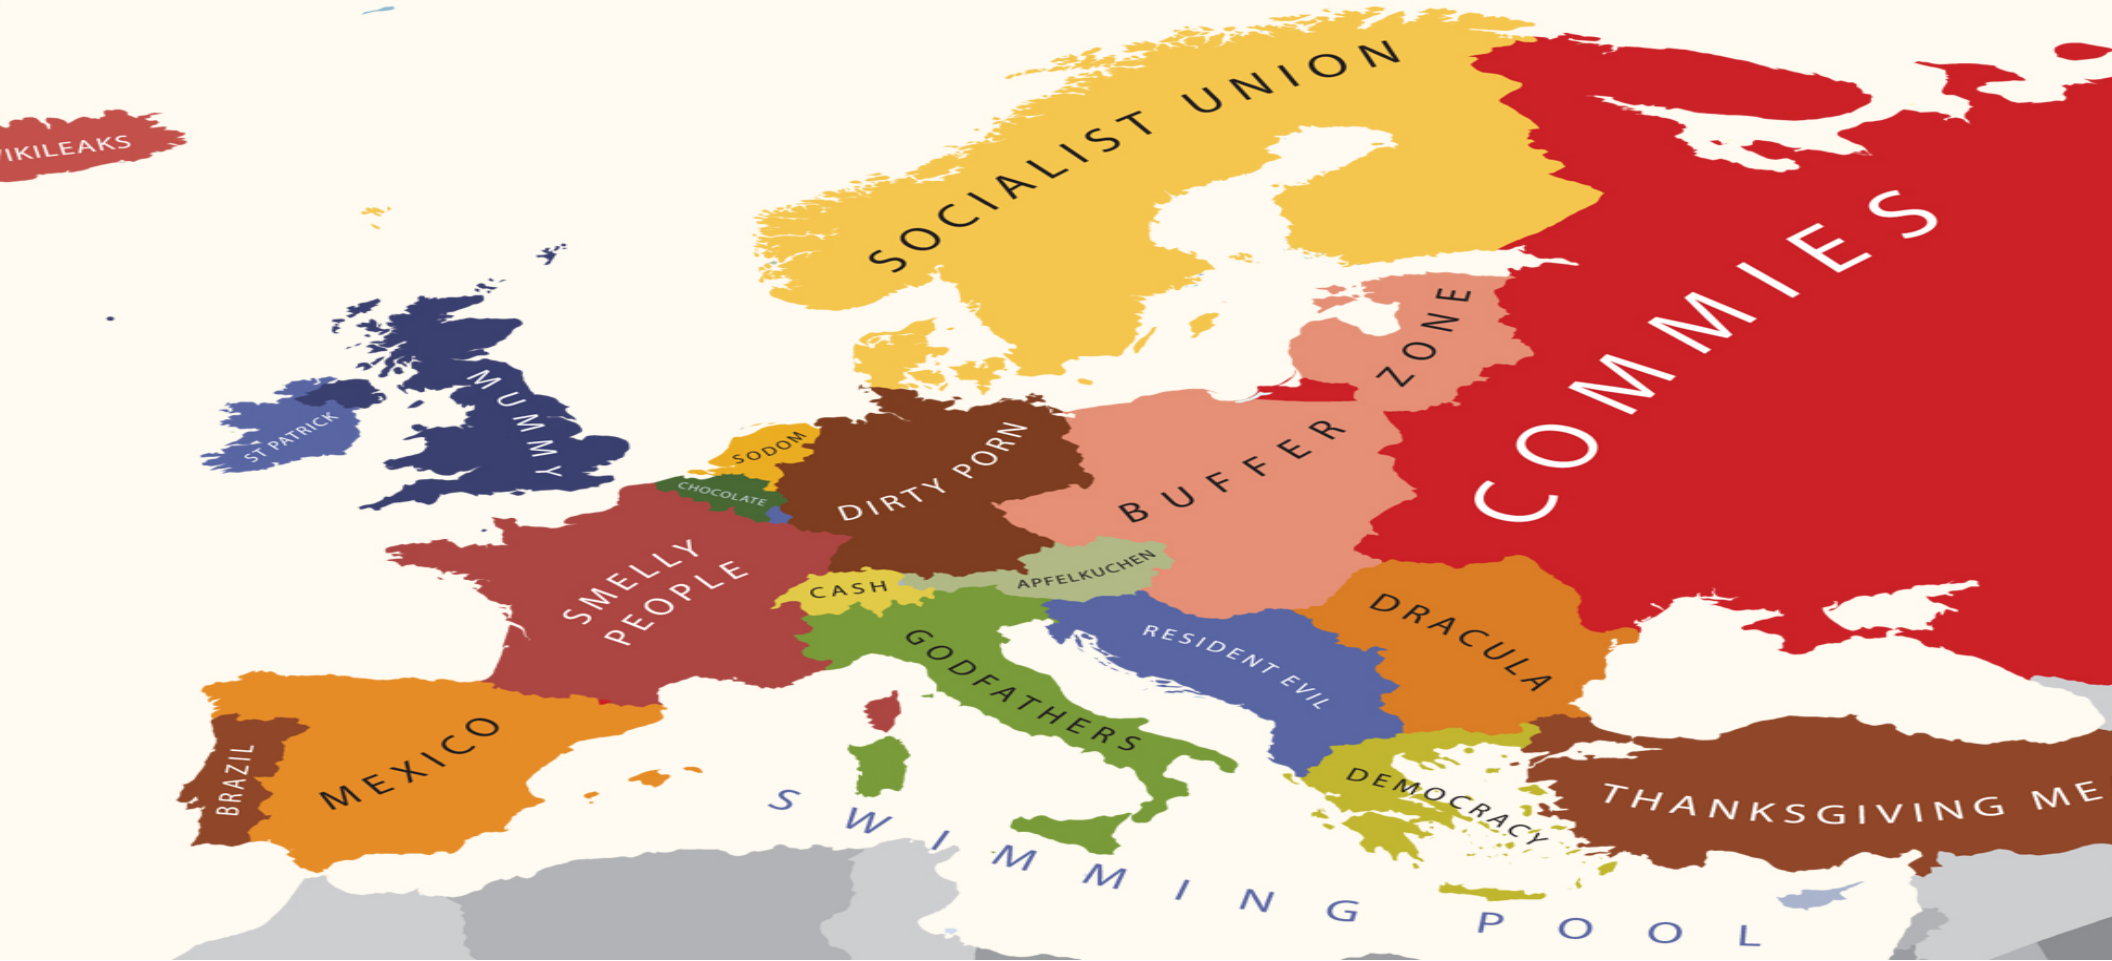 SOCIALIST UNION
IKILEAKS
COMMIES
ZONE
MUMMY
ST PATRICK
BUFFER
SODOM
DIRTY PORN
CHOCOLATE
SMELLY
PEOPLE
CASH
APFELKUCHEN
DRACULA
GODFATHERS
RESIDENT EVIL
MEXICO
BRAZIL
DEMOCRACY
THANKSGIVING ME
SWIMMING POOL